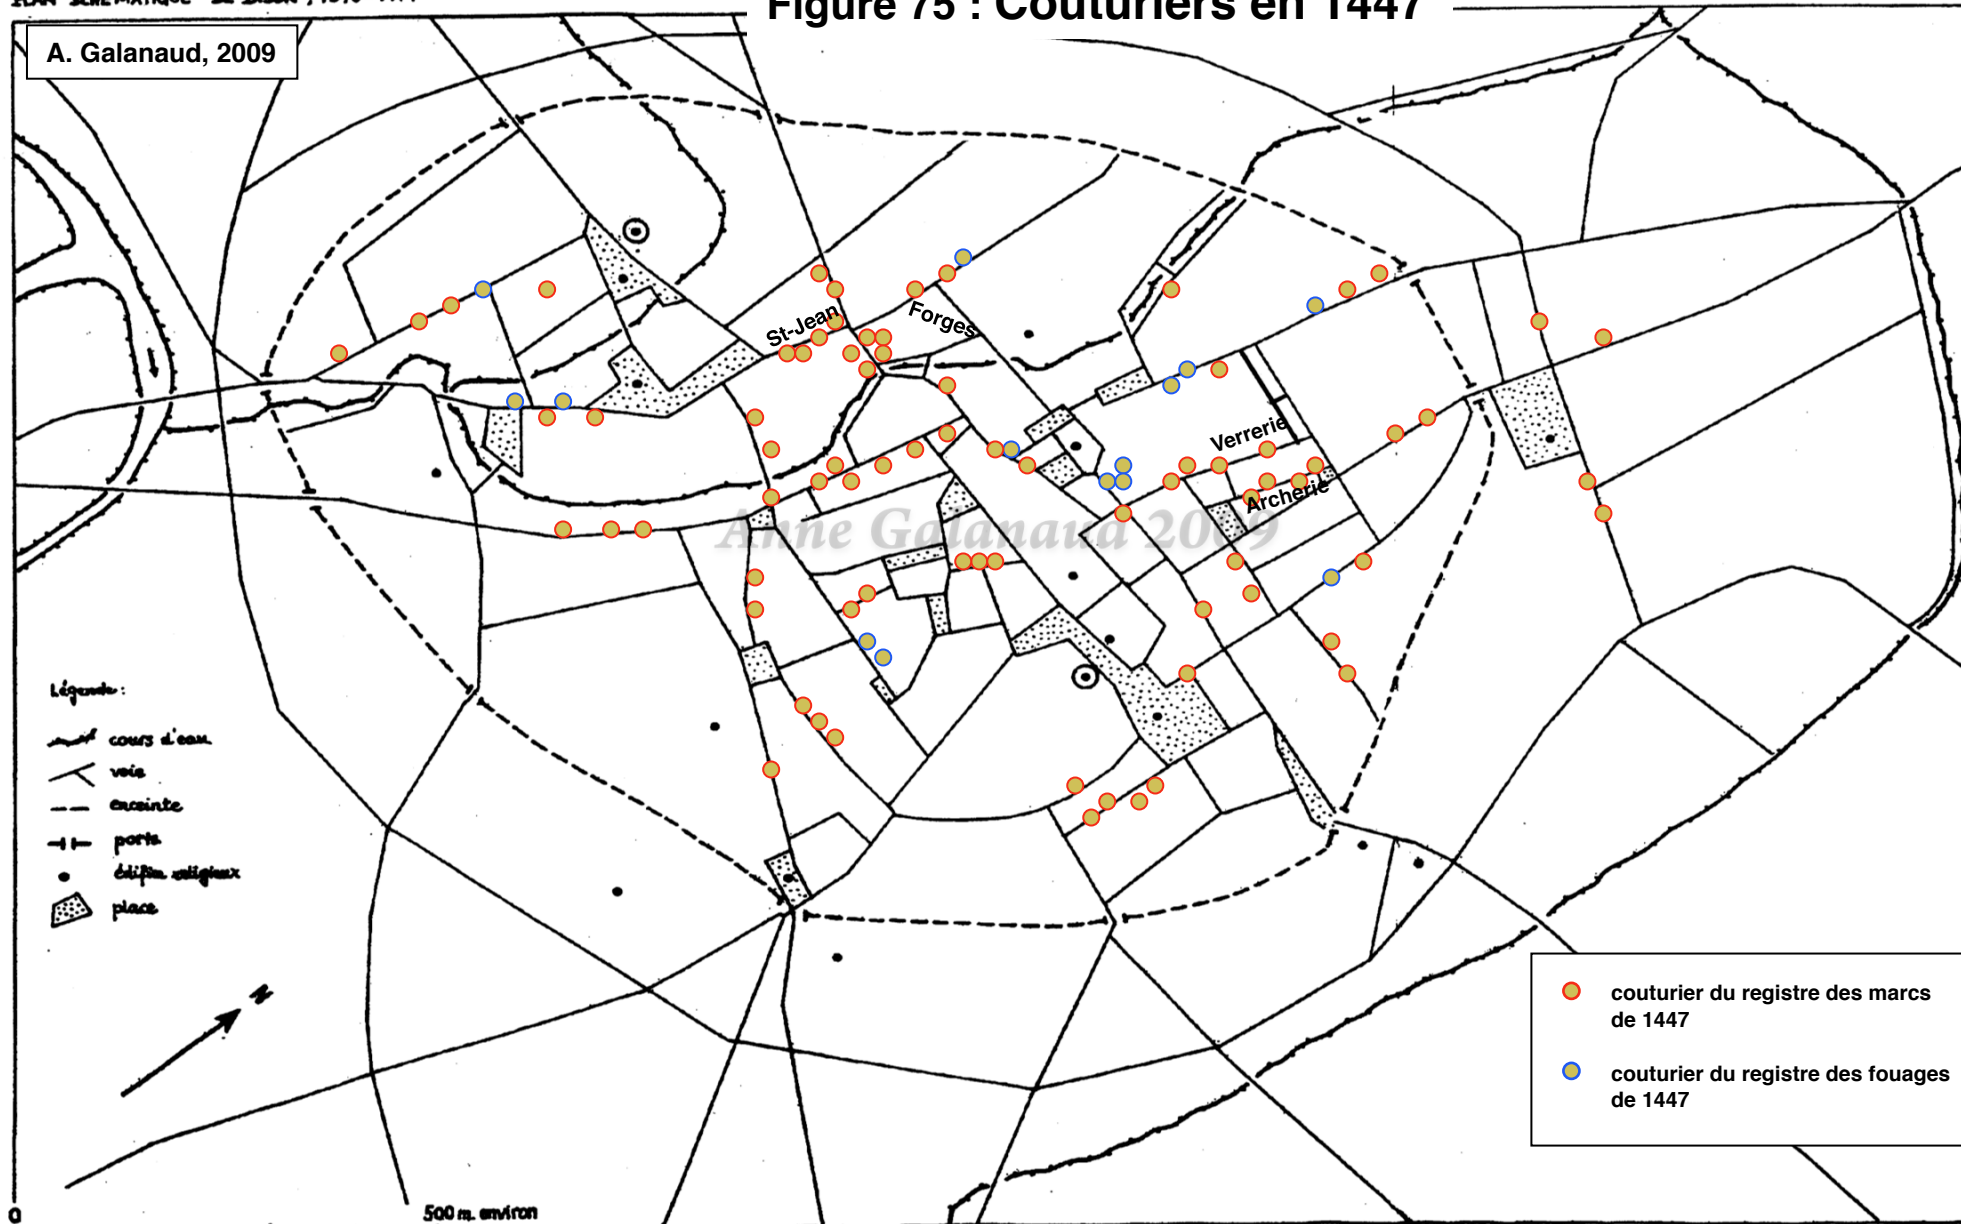 Figure 75 : Couturiers en 1447
A. Galanaud, 2009
St-Jean
Forges
Verrerie
Archerie
Anne Galanaud 2009
Légende :
cours d'eau
voie
enceinte
porte
édifice religieux
place
N
couturier du registre des marcs
de 1447
couturier du registre des fouages
de 1447
0
500 m. environ